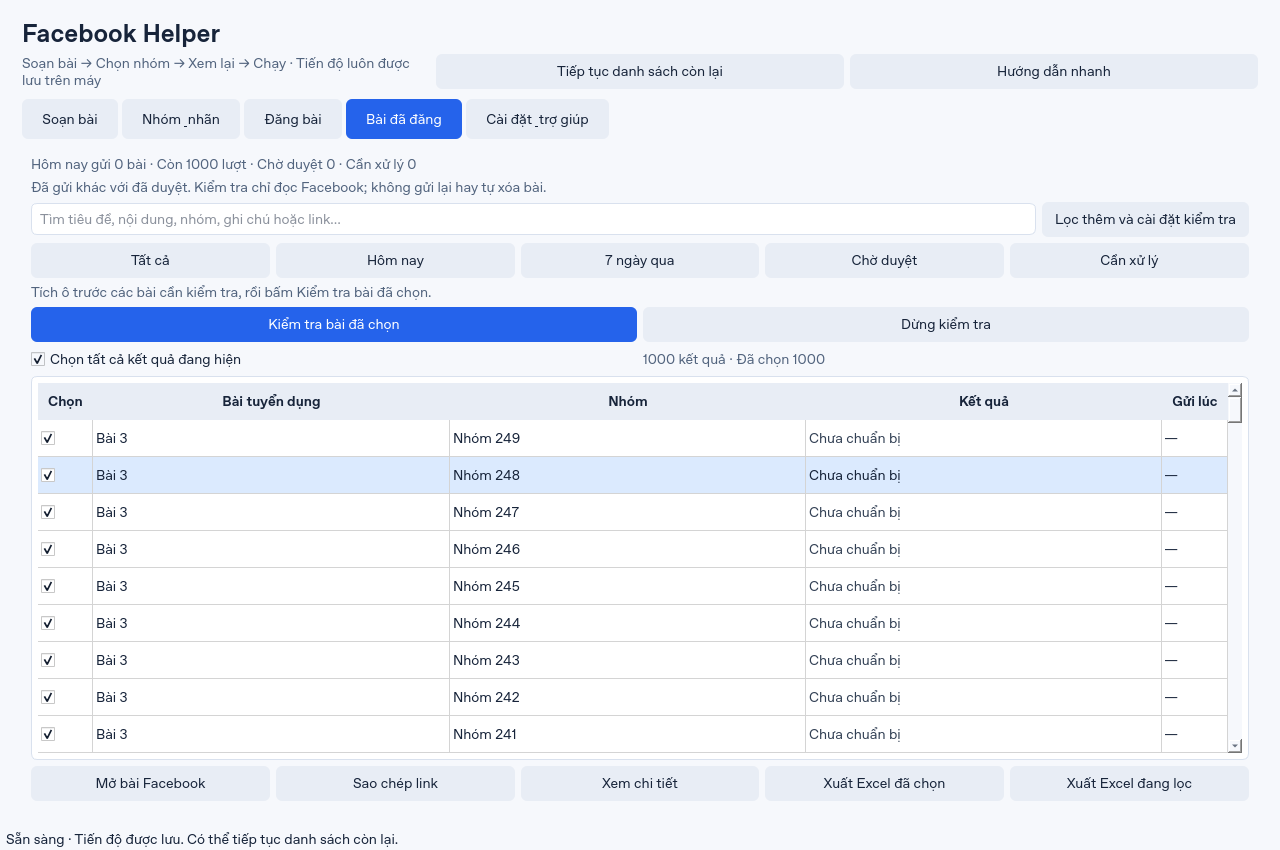 Facebook Helper
Soạn bài → Chọn nhóm → Xem lại → Chạy · Tiến độ luôn được
lưu trên máy
Tiếp tục danh sách còn lại
Hướng dẫn nhanh
Soạn bài
Nhóm _nhãn
Đăng bài
Bài đã đăng
Cài đặt _trợ giúp
Hôm nay gửi 0 bài · Còn 1000 lượt · Chờ duyệt 0 · Cần xử lý 0
Đã gửi khác với đã duyệt. Kiểm tra chỉ đọc Facebook; không gửi lại hay tự xóa bài.
Tìm tiêu đề, nội dung, nhóm, ghi chú hoặc link...
Lọc thêm và cài đặt kiểm tra
Tất cả
Hôm nay
7 ngày qua
Chờ duyệt
Cần xử lý
Tích ô trước các bài cần kiểm tra, rồi bấm Kiểm tra bài đã chọn.
Kiểm tra bài đã chọn
Dừng kiểm tra
Chọn tất cả kết quả đang hiện
1000 kết quả · Đã chọn 1000
Chọn Bài tuyển dụng Nhóm Kết quả Gửi lúc
Bài 3 Nhóm 249 Chưa chuẩn bị —
Bài 3 Nhóm 248 Chưa chuẩn bị —
Bài 3 Nhóm 247 Chưa chuẩn bị —
Bài 3 Nhóm 246 Chưa chuẩn bị —
Bài 3 Nhóm 245 Chưa chuẩn bị —
Bài 3 Nhóm 244 Chưa chuẩn bị —
Bài 3 Nhóm 243 Chưa chuẩn bị —
Bài 3 Nhóm 242 Chưa chuẩn bị —
Bài 3 Nhóm 241 Chưa chuẩn bị —
Mở bài Facebook
Sao chép link
Xem chi tiết
Xuất Excel đã chọn
Xuất Excel đang lọc
Sẵn sàng · Tiến độ được lưu. Có thể tiếp tục danh sách còn lại.